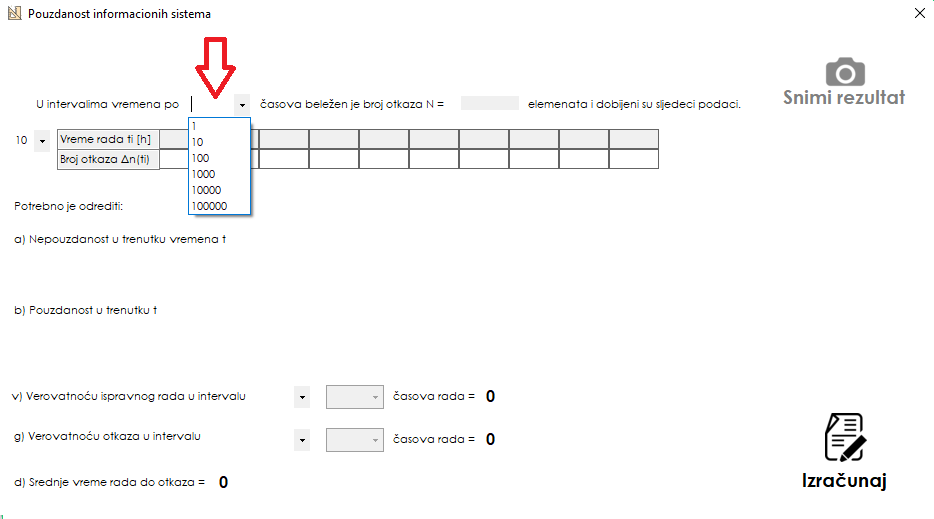 Pouzdanost informacionih sistema
Snimi rezultat
U intervalima vremena po časova beležen je broj otkaza N = elemenata i dobijeni su sljedeci podaci.
1
10
100
1000
10000
100000
10 Vreme rada ti [h]
Broj otkaza Δn(ti)
Potrebno je odrediti:
a) Nepouzdanost u trenutku vremena t
b) Pouzdanost u trenutku t
v) Verovatnoću ispravnog rada u intervalu časova rada = 0
g) Verovatnoću otkaza u intervalu časova rada = 0
d) Srednje vreme rada do otkaza = 0
Izračunaj